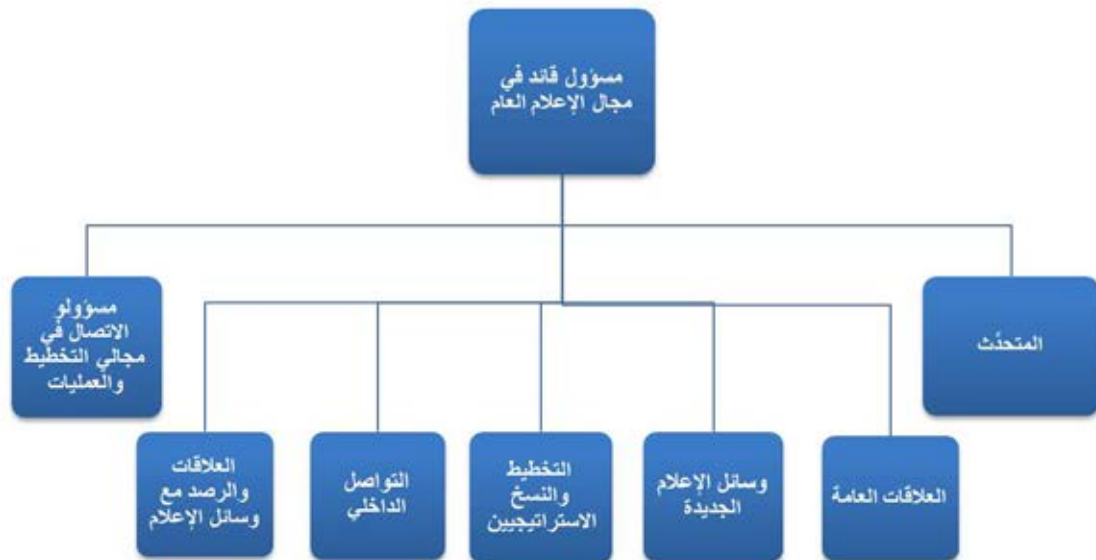 مسؤول قائد في
مجال الإعلام العام
المتحدَث
مسؤولو
الاتصال في
مجالي التخطيط
والعمليات
العلاقات العامة
وسائل الإعلام
الجديدة
التخطيط
والنسخ
الاستراتيجيين
التواصل
الداخلي
العلاقات
والرصد مع
وسائل الإعلام